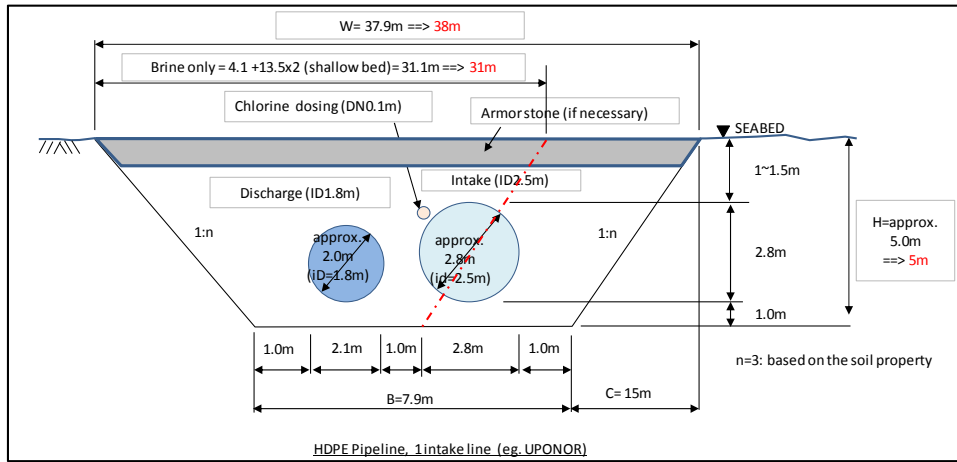 W= 37.9m ==> 38m
Brine only = 4.1 +13.5x2 (shallow bed)= 31.1m ==> 31m
Chlorine dosing (DN0.1m)
Armor stone (if necessary)
SEABED
Discharge (ID1.8m)
Intake (ID2.5m)
1~1.5m
1:n
approx.
2.0m
(iD=1.8m)
approx.
2.8m
(id=2.5m)
1:n
2.8m
H=approx.
5.0m
==> 5m
1.0m
1.0m
2.1m
1.0m
2.8m
1.0m
n=3: based on the soil property
B=7.9m
C= 15m
HDPE Pipeline, 1 intake line (eg. UPONOR)